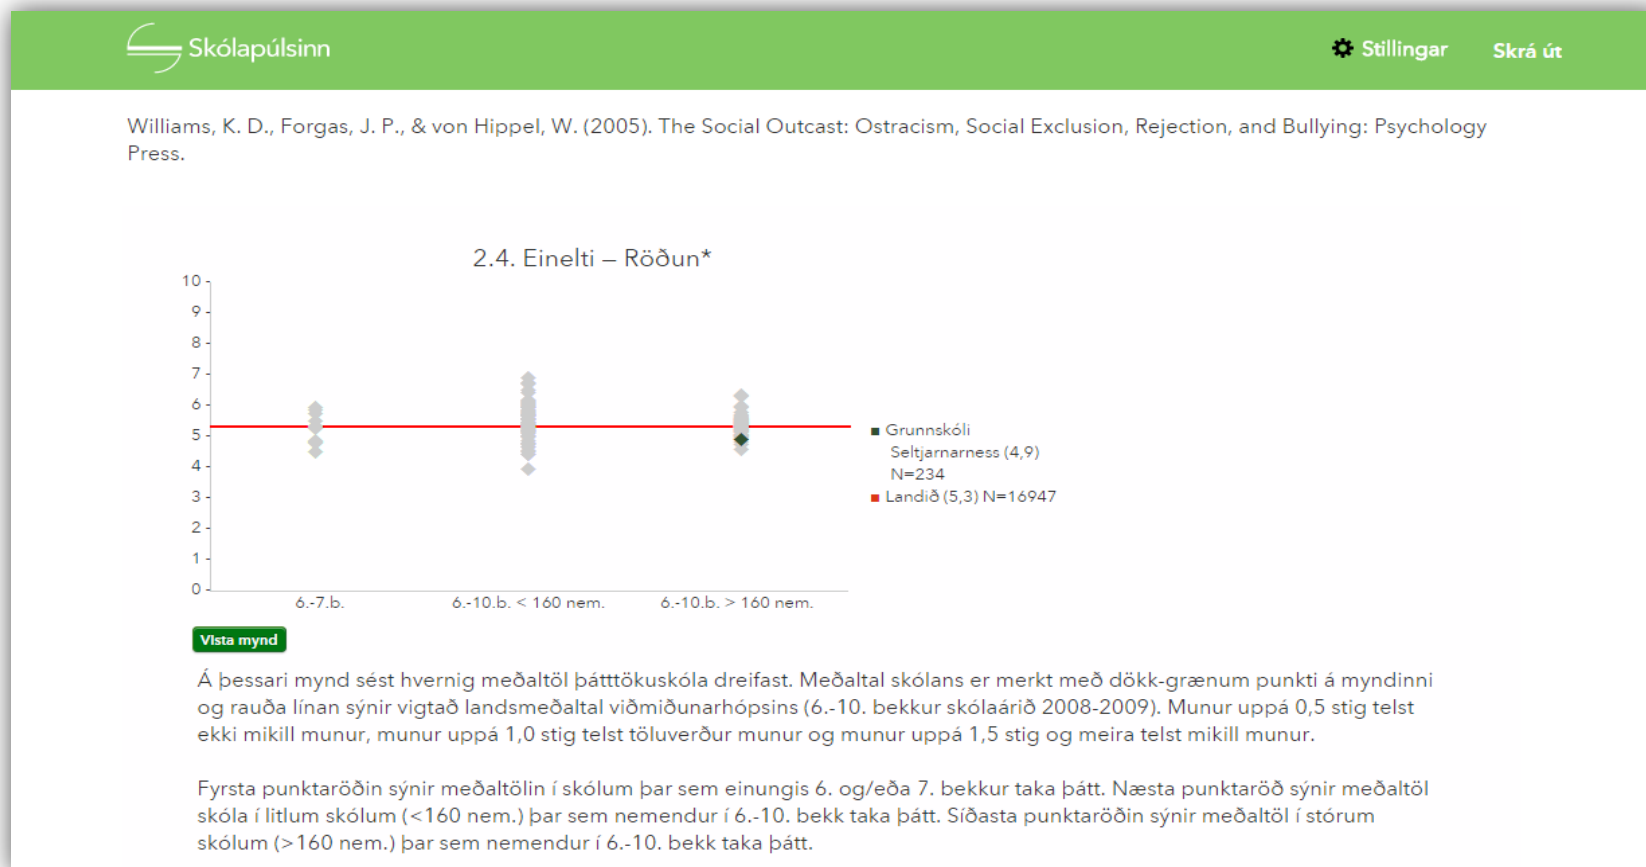 Skólapúlsinn
Stillingar
Skrá út
Williams, K. D., Forgas, J. P., & von Hippel, W. (2005). The Social Outcast: Ostracism, Social Exclusion, Rejection, and Bullying: Psychology
Press.
2.4. Einelti – Röðun*
10
9
8
7
6
5
4
3
2
1
0
6.-7.b.
6.-10.b. < 160 nem.
6.-10.b. > 160 nem.
Grunnskóli
Seltjarnarness (4,9)
N=234
Landið (5,3) N=16947
Vista mynd
Á þessari mynd sést hvernig meðaltöl þátttökuskóla dreifast. Meðaltal skólans er merkt með dökk-grænum punkti á myndinni
og rauða línan sýnir vigtað landsmeðaltal viðmiðunarhópsins (6.-10. bekkur skólaárið 2008-2009). Munur uppá 0,5 stig telst
ekki mikill munur, munur uppá 1,0 stig telst töluverður munur og munur uppá 1,5 stig og meira telst mikill munur.
Fyrsta punktaröðin sýnir meðaltölin í skólum þar sem einungis 6. og/eða 7. bekkur taka þátt. Næsta punktaröð sýnir meðaltöl
skóla í litlum skólum (<160 nem.) þar sem nemendur í 6.-10. bekk taka þátt. Síðasta punktaröðin sýnir meðaltöl í stórum
skólum (>160 nem.) þar sem nemendur í 6.-10. bekk taka þátt.